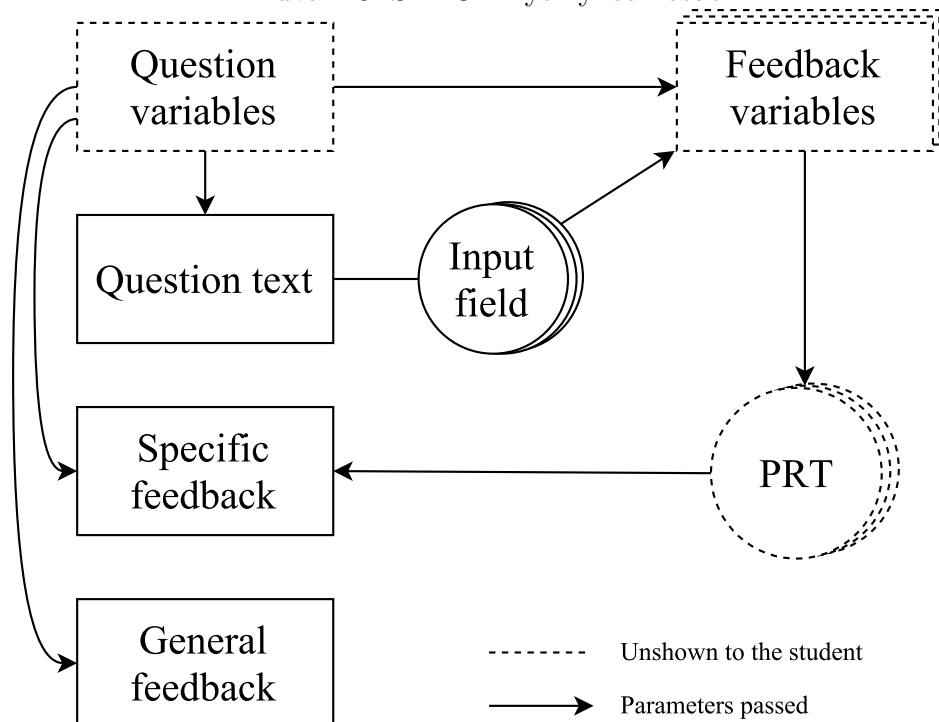 Question
variables
Feedback
variables
Question text
Input
field
Specific
feedback
PRT
General
feedback
Unshown to the student
Parameters passed